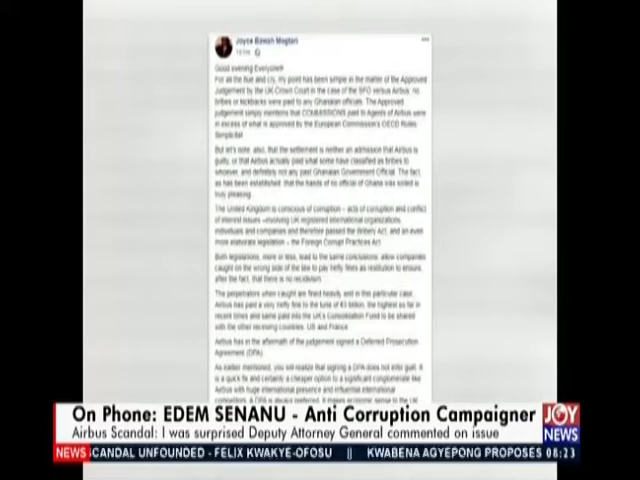 Joyce Bawah Mogtari
Good evening Everyone!!
For all the hue and cry, my point has been simple in the matter of the Approved
Judgement by the UK Crown Court in the case of the SFO versus Airbus: no
bribes or kickbacks were paid to any Ghanaian officials. The Approved
judgement simply mentions that COMMISSIONS paid to Agents of Airbus were
in excess of what is approved by the European Commission's OECD Rules.
Simplicita!
But let's note, also, that the settlement is neither an admission that Airbus is
guilty, or that Airbus actually paid what some have classified as bribes to
whoever, and definitely not any past Ghanaian Government Official. The fact,
as has been established, that the hands of no official of Ghana was soiled is
truly pleasing.
The United Kingdom is conscious of corruption – acts of corruption and conflict
of interest issues –involving UK registered international organizations,
individuals and companies and therefore passed the Bribery Act, and an even
more elaborate legislation – the Foreign Corrupt Practices Act
Both legislations, more or less, lead to the same conclusions: allow companies
caught on the wrong side of the law to pay hefty fines as restitution to ensure,
after the fact, that there is no recidivism.
The perpetrators when caught are fined heavily and in this particular case,
Airbus has paid a very hefty fine to the tune of €3 billion, the highest so far in
recent times and same paid into the UK's Consolidation Fund to be shared
with the other receiving countries: US and France
Airbus has in the aftermath of the judgement signed a Deferred Prosecution
Agreement (DPA).
As earlier mentioned, you will realize that signing a DPA does not infer guilt. It
is a quick fix and certainly a cheaper option to a significant conglomerate like
Airbus with huge international presence and influential international
competitors. A DPA is always preferred. It makes economic sense to the UK
On Phone: EDEM SENANU - Anti Corruption Campaigner
Airbus Scandal: I was surprised Deputy Attorney General commented on issue
JOY
NEWS
NEWS SCANDAL UNFOUNDED - FELIX KWAKYE-OFOSU || KWABENA AGYEPONG PROPOSES 08:23